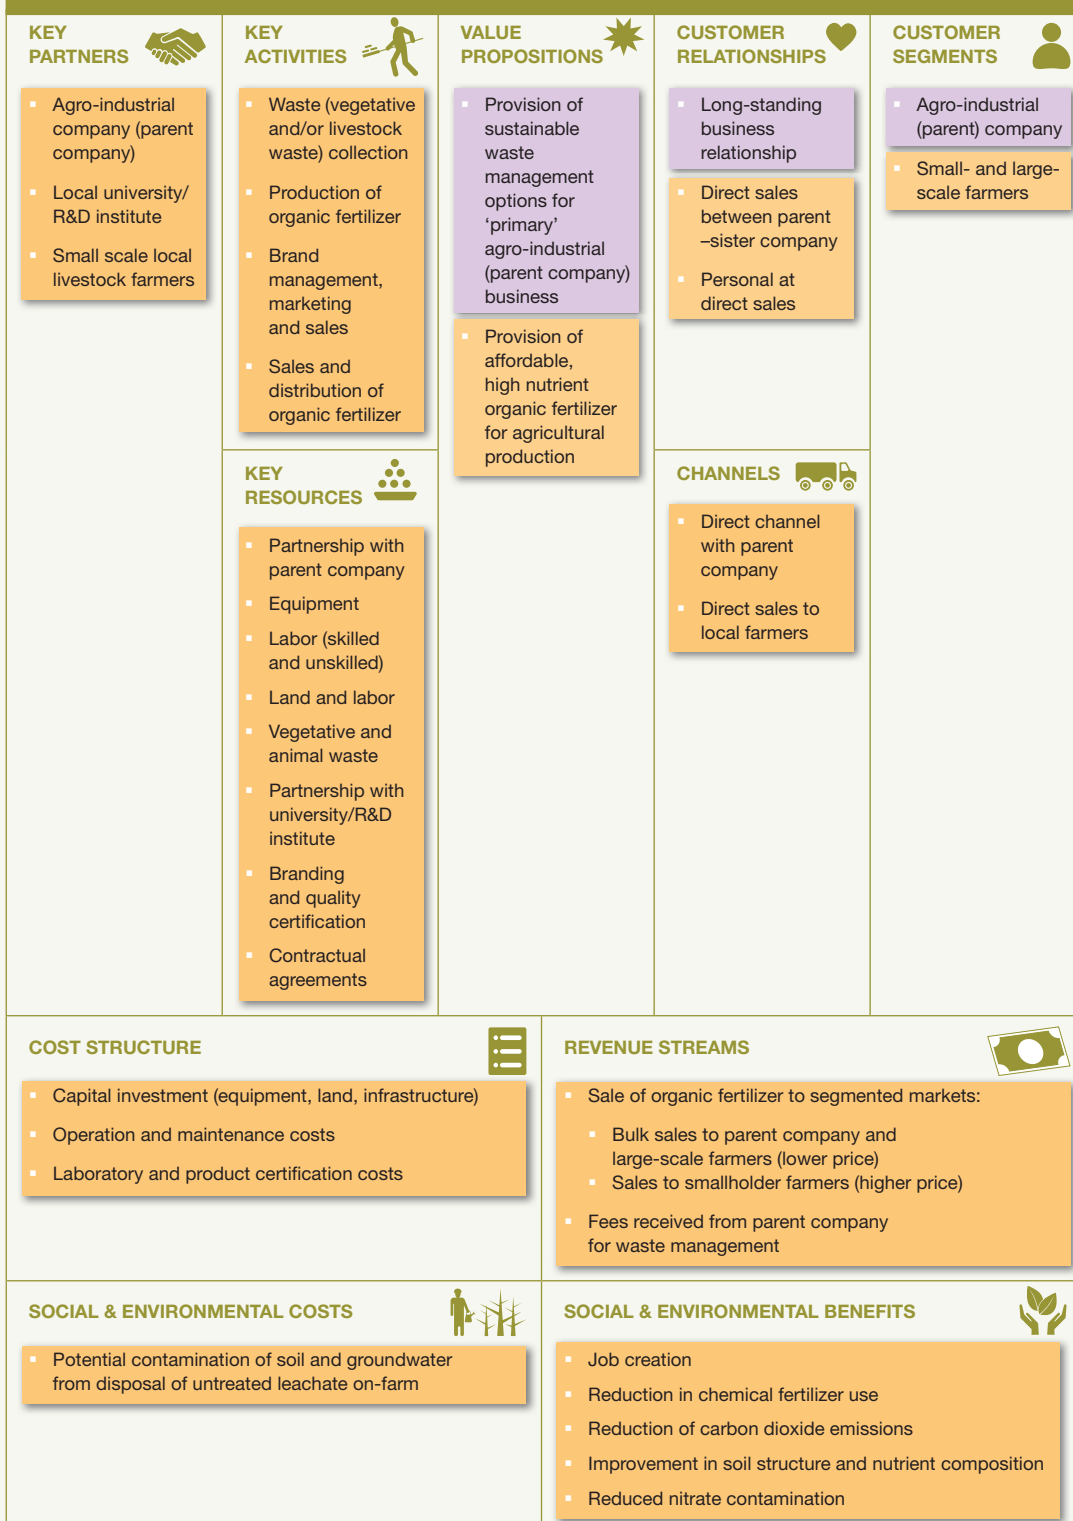 KEY
PARTNERS
Agro-industrial
company (parent
company)
Local university/
R&D institute
Small scale local
livestock farmers
KEY
ACTIVITIES
Waste (vegetative
and/or livestock
waste) collection
Production of
organic fertilizer
Brand
management,
marketing
and sales
Sales and
distribution of
organic fertilizer
KEY
RESOURCES
Partnership with
parent company
Equipment
Labor (skilled
and unskilled)
Land and labor
Vegetative and
animal waste
Partnership with
university/R&D
institute
Branding
and quality
certification
Contractual
agreements
VALUE
PROPOSITIONS
Provision of
sustainable
waste
management
options for
‘primary’
agro-industrial
(parent company)
business
Provision of
affordable,
high nutrient
organic fertilizer
for agricultural
production
CUSTOMER
RELATIONSHIPS
Long-standing
business
relationship
Direct sales
between parent
–sister company
Personal at
direct sales
CHANNELS
Direct channel
with parent
company
Direct sales to
local farmers
CUSTOMER
SEGMENTS
Agro-industrial
(parent) company
Small- and large-
scale farmers
COST STRUCTURE
Capital investment (equipment, land, infrastructure)
Operation and maintenance costs
Laboratory and product certification costs
REVENUE STREAMS
Sale of organic fertilizer to segmented markets:
Bulk sales to parent company and
large-scale farmers (lower price)
Sales to smallholder farmers (higher price)
Fees received from parent company
for waste management
SOCIAL & ENVIRONMENTAL COSTS
Potential contamination of soil and groundwater
from disposal of untreated leachate on-farm
SOCIAL & ENVIRONMENTAL BENEFITS
Job creation
Reduction in chemical fertilizer use
Reduction of carbon dioxide emissions
Improvement in soil structure and nutrient composition
Reduced nitrate contamination